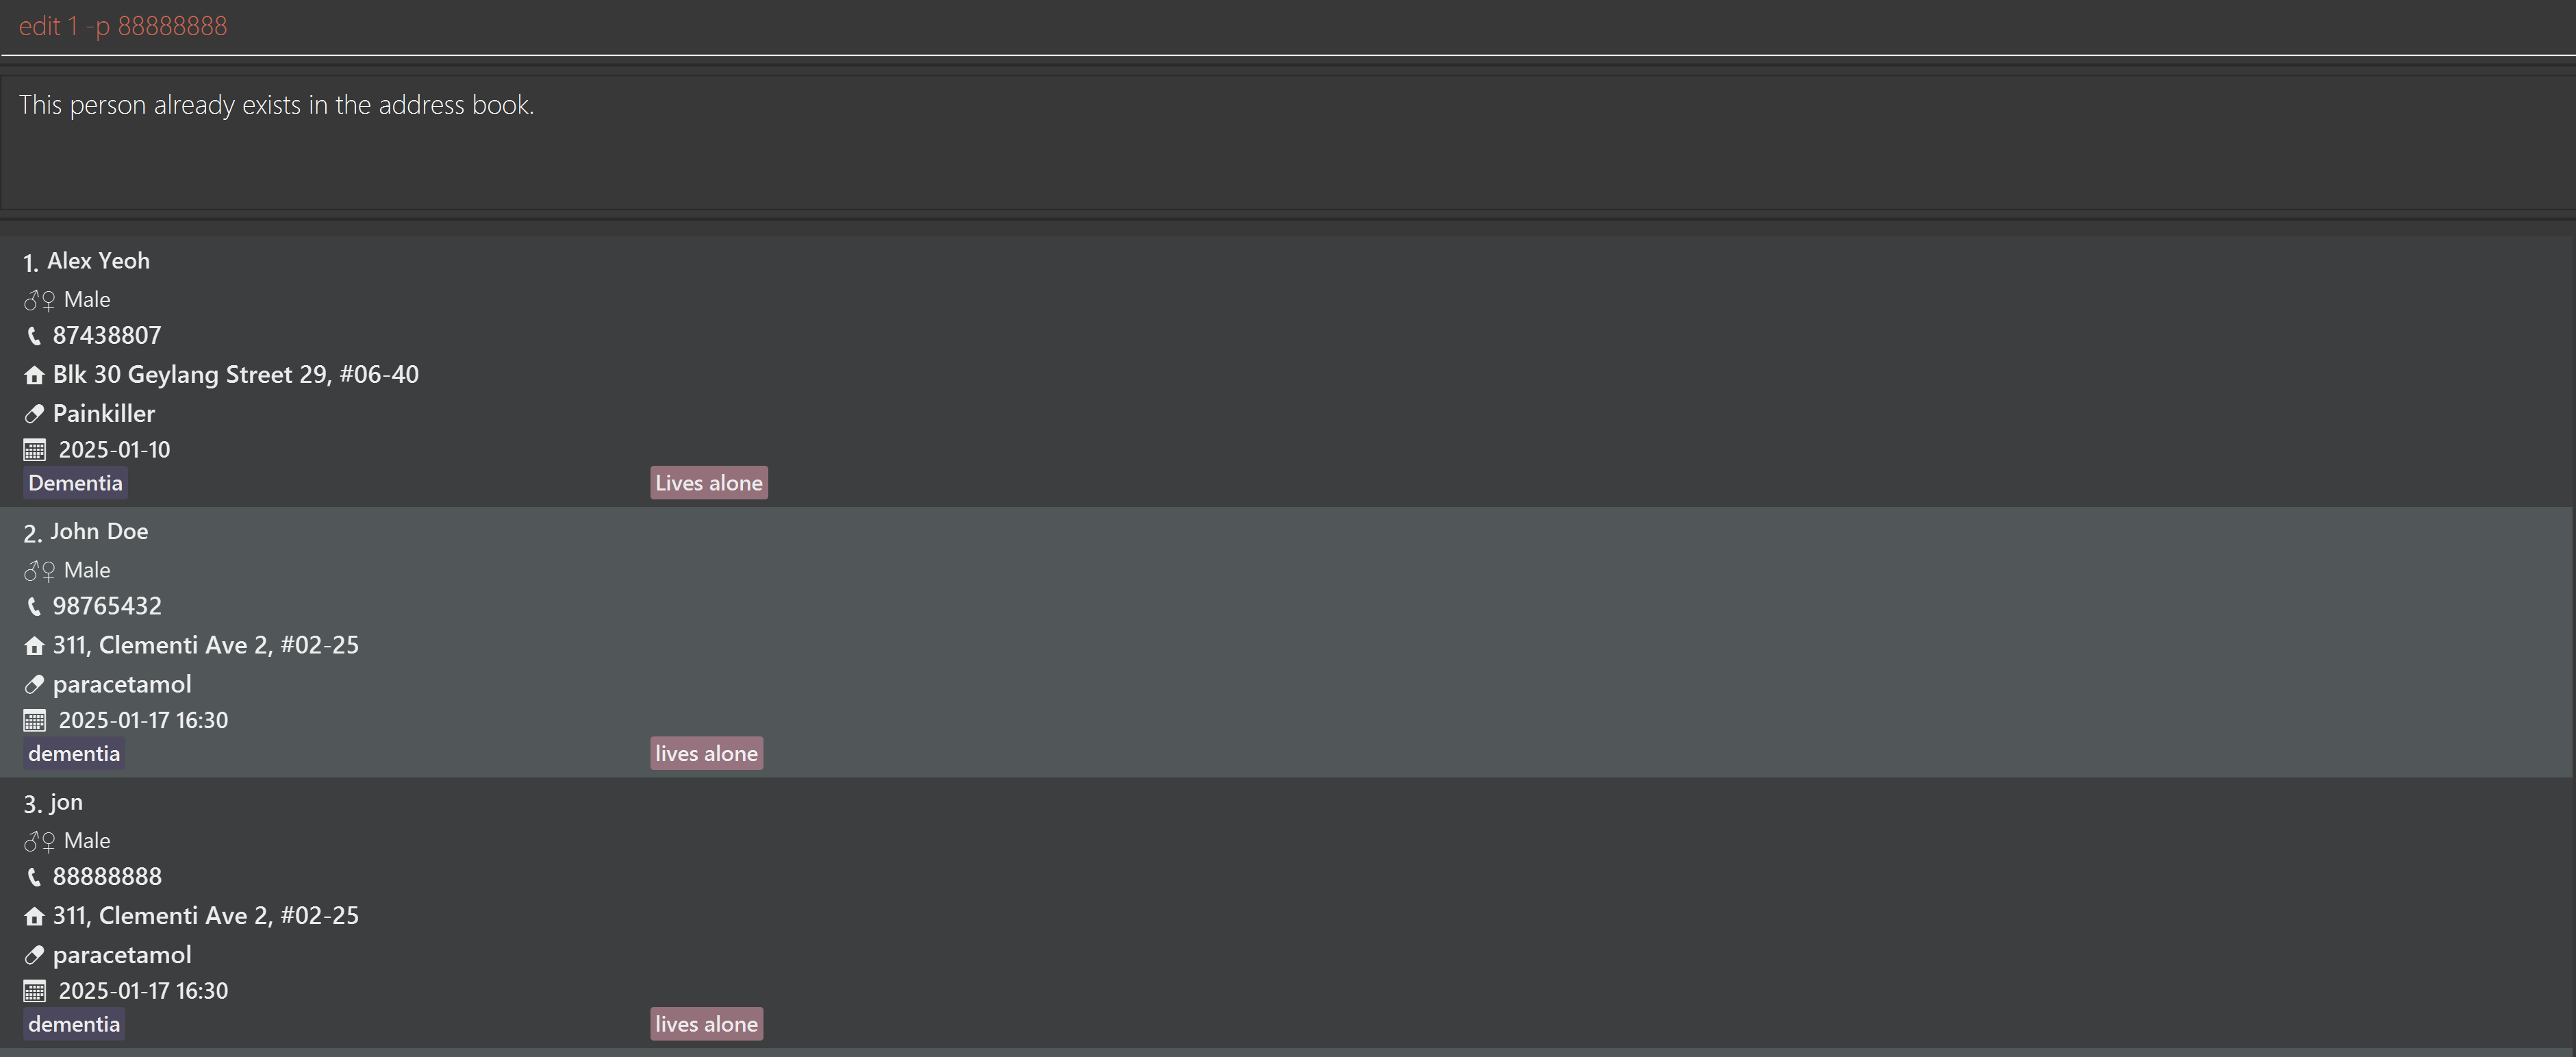 edit 1 -p 88888888
This person already exists in the address book.
1. Alex Yeoh
Male
87438807
Blk 30 Geylang Street 29, #06-40
Painkiller
2025-01-10
Dementia Lives alone
2. John Doe
Male
98765432
311, Clementi Ave 2, #02-25
paracetamol
2025-01-17 16:30
dementia lives alone
3. jon
Male
88888888
311, Clementi Ave 2, #02-25
paracetamol
2025-01-17 16:30
dementia lives alone